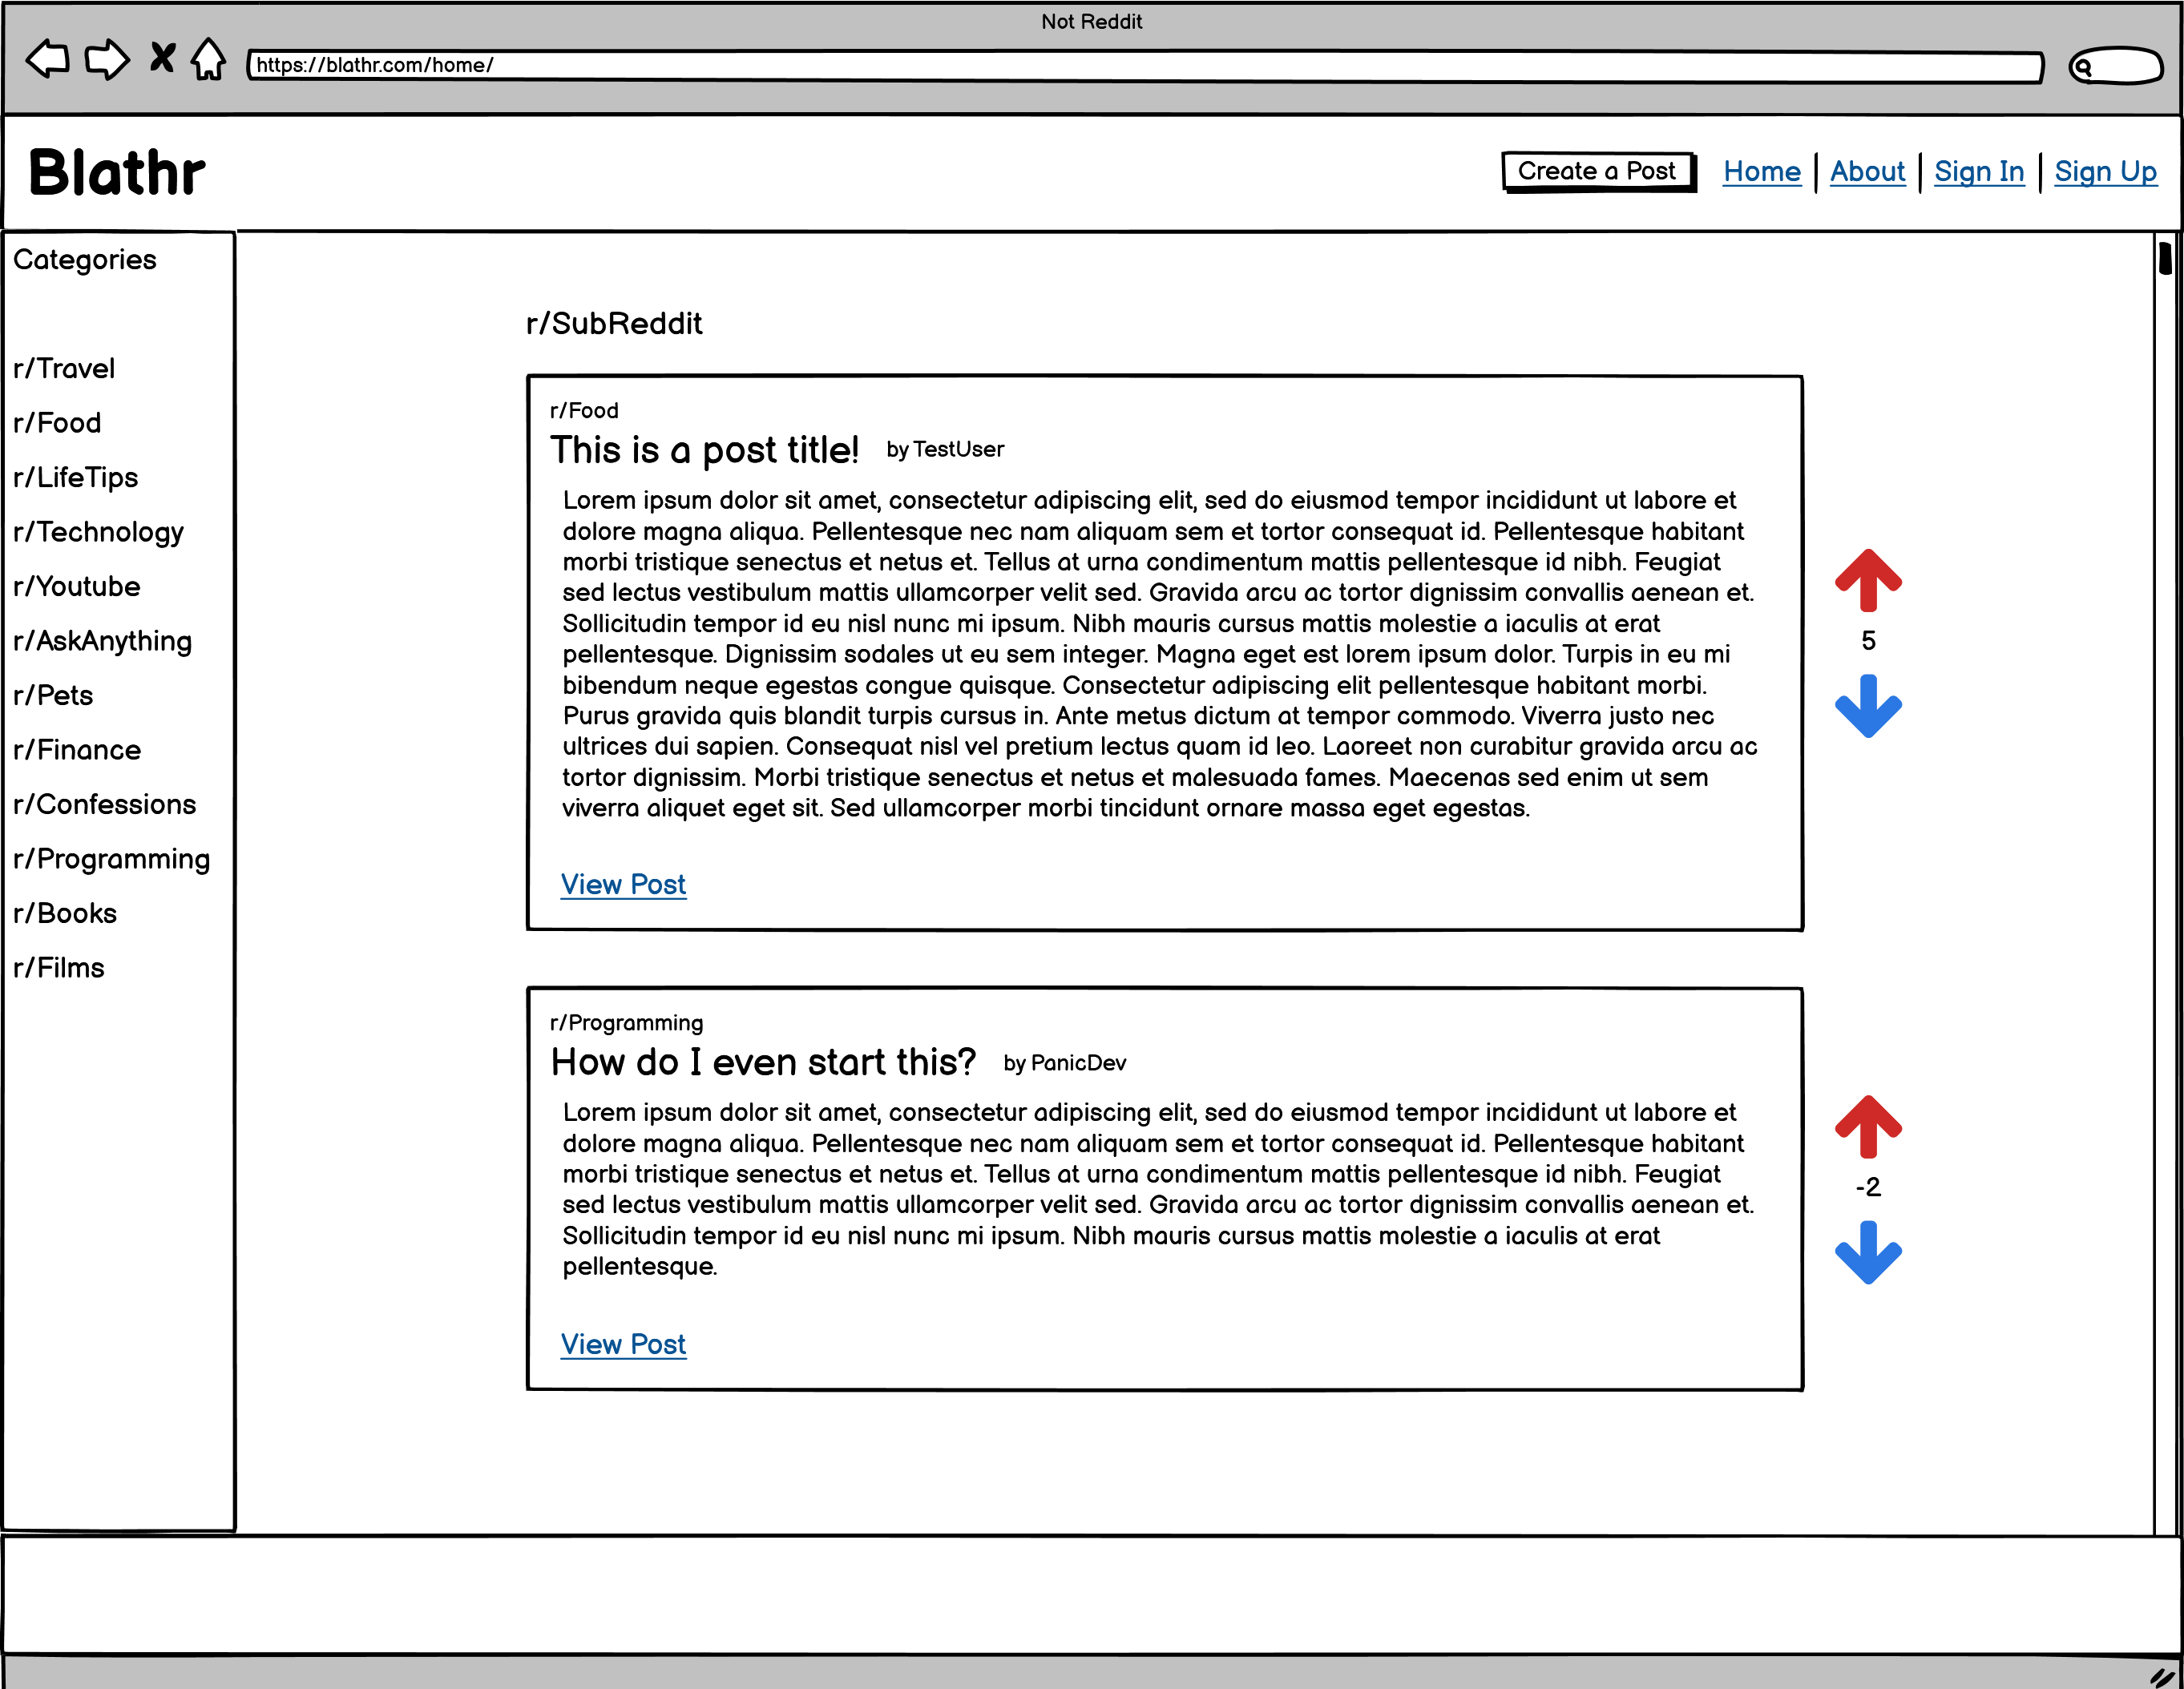 Not Reddit
https://blathr.com/home/
Blathr
Create a Post
Home
About
Sign In
Sign Up
Categories
r/Travel
r/Food
r/LifeTips
r/Technology
r/Youtube
r/AskAnything
r/Pets
r/Finance
r/Confessions
r/Programming
r/Books
r/Films
r/SubReddit
r/Food
This is a post title! by TestUser
Lorem ipsum dolor sit amet, consectetur adipiscing elit, sed do eiusmod tempor incididunt ut labore et
dolore magna aliqua. Pellentesque nec nam aliquam sem et tortor consequat id. Pellentesque habitant
morbi tristique senectus et netus et. Tellus at urna condimentum mattis pellentesque id nibh. Feugiat
sed lectus vestibulum mattis ullamcorper velit sed. Gravida arcu ac tortor dignissim convallis aenean et.
Sollicitudin tempor id eu nisl nunc mi ipsum. Nibh mauris cursus mattis molestie a iaculis at erat
pellentesque. Dignissim sodales ut eu sem integer. Magna eget est lorem ipsum dolor. Turpis in eu mi
bibendum neque egestas congue quisque. Consectetur adipiscing elit pellentesque habitant morbi.
Purus gravida quis blandit turpis cursus in. Ante metus dictum at tempor commodo. Viverra justo nec
ultrices dui sapien. Consequat nisl vel pretium lectus quam id leo. Laoreet non curabitur gravida arcu ac
tortor dignissim. Morbi tristique senectus et netus et malesuada fames. Maecenas sed enim ut sem
viverra aliquet eget sit. Sed ullamcorper morbi tincidunt ornare massa eget egestas.
View Post
5
r/Programming
How do I even start this? by PanicDev
Lorem ipsum dolor sit amet, consectetur adipiscing elit, sed do eiusmod tempor incididunt ut labore et
dolore magna aliqua. Pellentesque nec nam aliquam sem et tortor consequat id. Pellentesque habitant
morbi tristique senectus et netus et. Tellus at urna condimentum mattis pellentesque id nibh. Feugiat
sed lectus vestibulum mattis ullamcorper velit sed. Gravida arcu ac tortor dignissim convallis aenean et.
Sollicitudin tempor id eu nisl nunc mi ipsum. Nibh mauris cursus mattis molestie a iaculis at erat
pellentesque.
View Post
-2